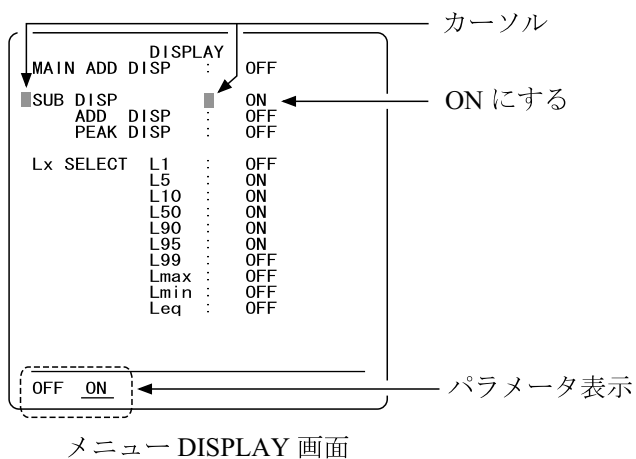 カーソル
DISPLAY
MAIN ADD DISP : OFF
SUB DISP ON
ONにする
ADD DISP : OFF
PEAK DISP : OFF
Lx SELECT L1 : OFF
L5 : ON
L10 : ON
L50 : ON
L90 : ON
L95 : ON
L99 : OFF
Lmax : OFF
Lmin : OFF
Leq : OFF
OFF ON
パラメータ表示
メニュー DISPLAY 画面